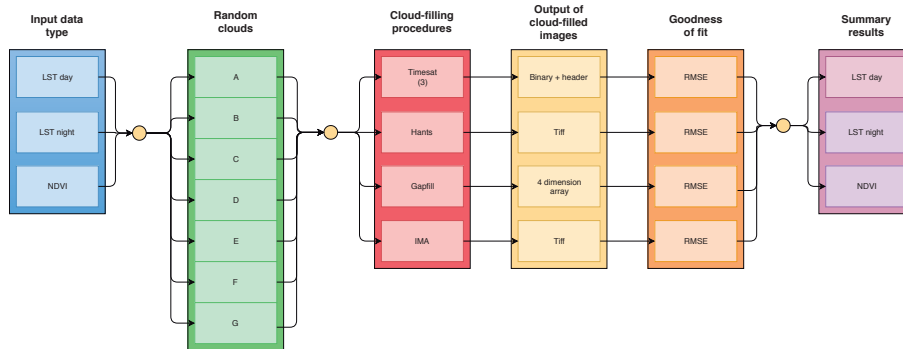 Input data
type
LST day
LST night
NDVI
Random
clouds
A
B
C
D
E
F
G
Cloud-filling
procedures
Timesat
(3)
Hants
Gapfill
IMA
Output of
cloud-filled
images
Binary + header
Tiff
4 dimension
array
Tiff
Goodness
of fit
RMSE
RMSE
RMSE
RMSE
Summary
results
LST day
LST night
NDVI